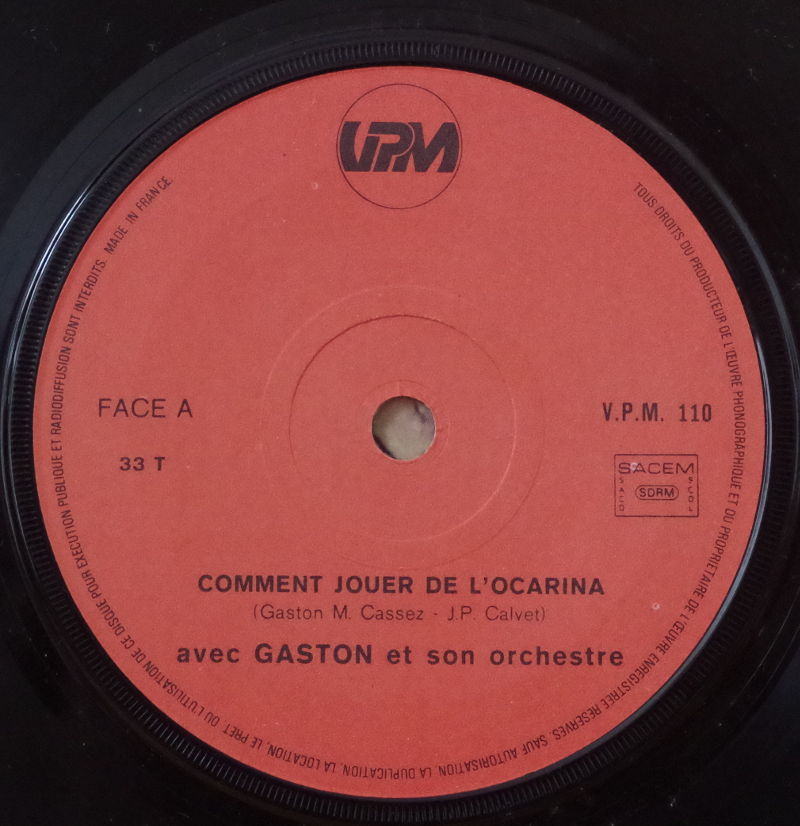 VPM
TOUS DROITS DU PRODUCTEUR DE L'ŒUVRE PHONOGRAPHIQUE ET DU PROPRIETAIRE DE L'ŒUVRE ENREGISTREE RESERVES. SAUF AUTORISATION, LA DUPLICATION, LA LOCATION, LE PRET OU L'UTILISATION DE CE DISQUE POUR EXECUTION PUBLIQUE ET RADIODIFFUSION SONT INTERDITS. MADE IN FRANCE.
FACE A
33 T
V.P.M. 110
SACEM
SACD
SDRM
SCDL
COMMENT JOUER DE L'OCARINA
(Gaston M. Cassez - J.P. Calvet)
avec GASTON et son orchestre